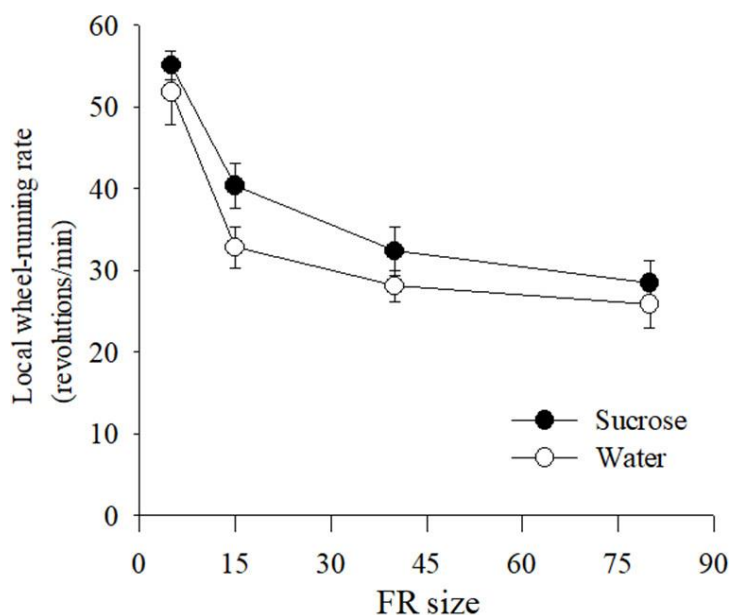 60
50
40
30
20
10
0
Local wheel-running rate
(revolutions/min)
Sucrose
Water
0 15 30 45 60 75 90
FR size